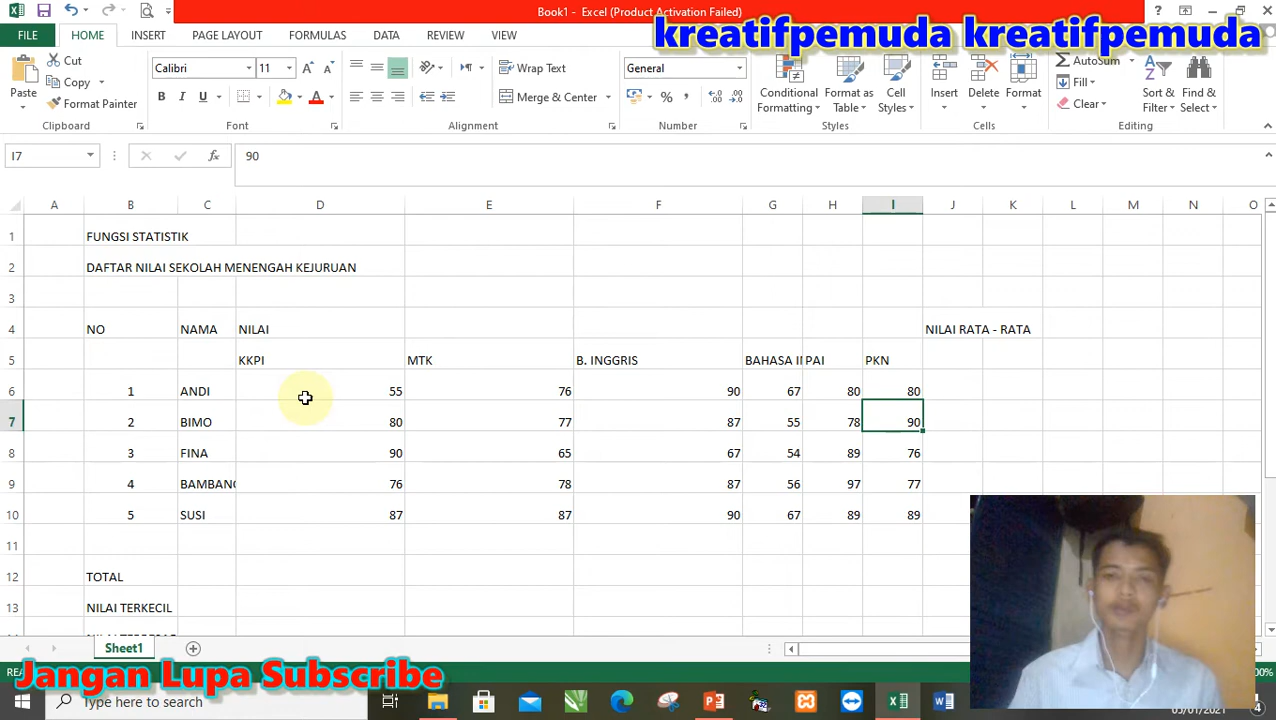 Book1 - Excel (Product Activation Failed)
kreatifpemuda kreatifpemuda
FILE HOME INSERT PAGE LAYOUT FORMULAS DATA REVIEW VIEW
Cut
Copy
Format Painter
Paste
Clipboard
Calibri 11
B I U
Font
Wrap Text
Merge & Center
Alignment
General
Number
Conditional Formatting
Format as Table
Cell Styles
Styles
Insert Delete Format
Cells
AutoSum
Fill
Clear
Sort & Filter
Find & Select
Editing
I7 fx 90
A B C D E F G H I J K L M N O
1 FUNGSI STATISTIK
2 DAFTAR NILAI SEKOLAH MENENGAH KEJURUAN
3
4 NO NAMA NILAI NILAI RATA - RATA
5 KKPI MTK B. INGGRIS BAHASA PAI PKN
6 1 ANDI 55 76 90 67 80 80
7 2 BIMO 80 77 87 55 78 90
8 3 FINA 90 65 67 54 89 76
9 4 BAMBANG 76 78 87 56 97 77
10 5 SUSI 87 87 90 67 89 89
11
12 TOTAL
13 NILAI TERKECIL
Sheet1
Jangan Lupa Subscribe
Type here to search